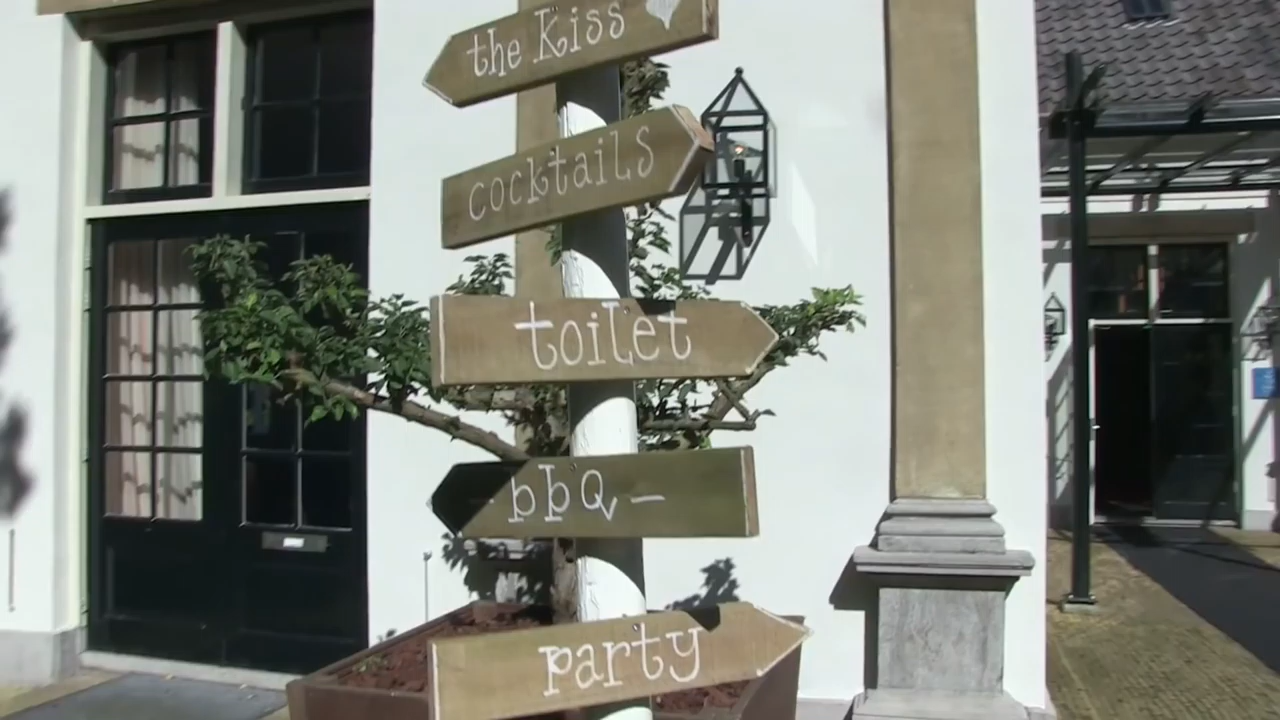 the Kiss
cocktails
toilet
bbQ -
party